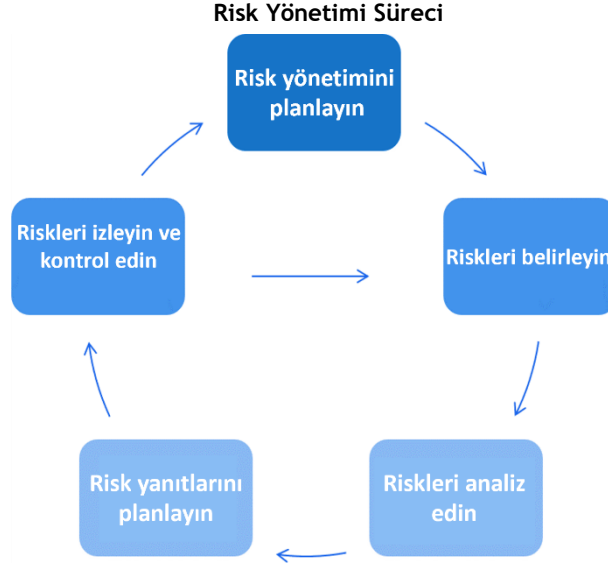 Risk Yönetimi Süreci
Risk yönetimini
planlayın
Riskleri izleyin ve
kontrol edin
Riskleri belirleyin
Risk yanıtlarını
planlayın
Riskleri analiz
edin